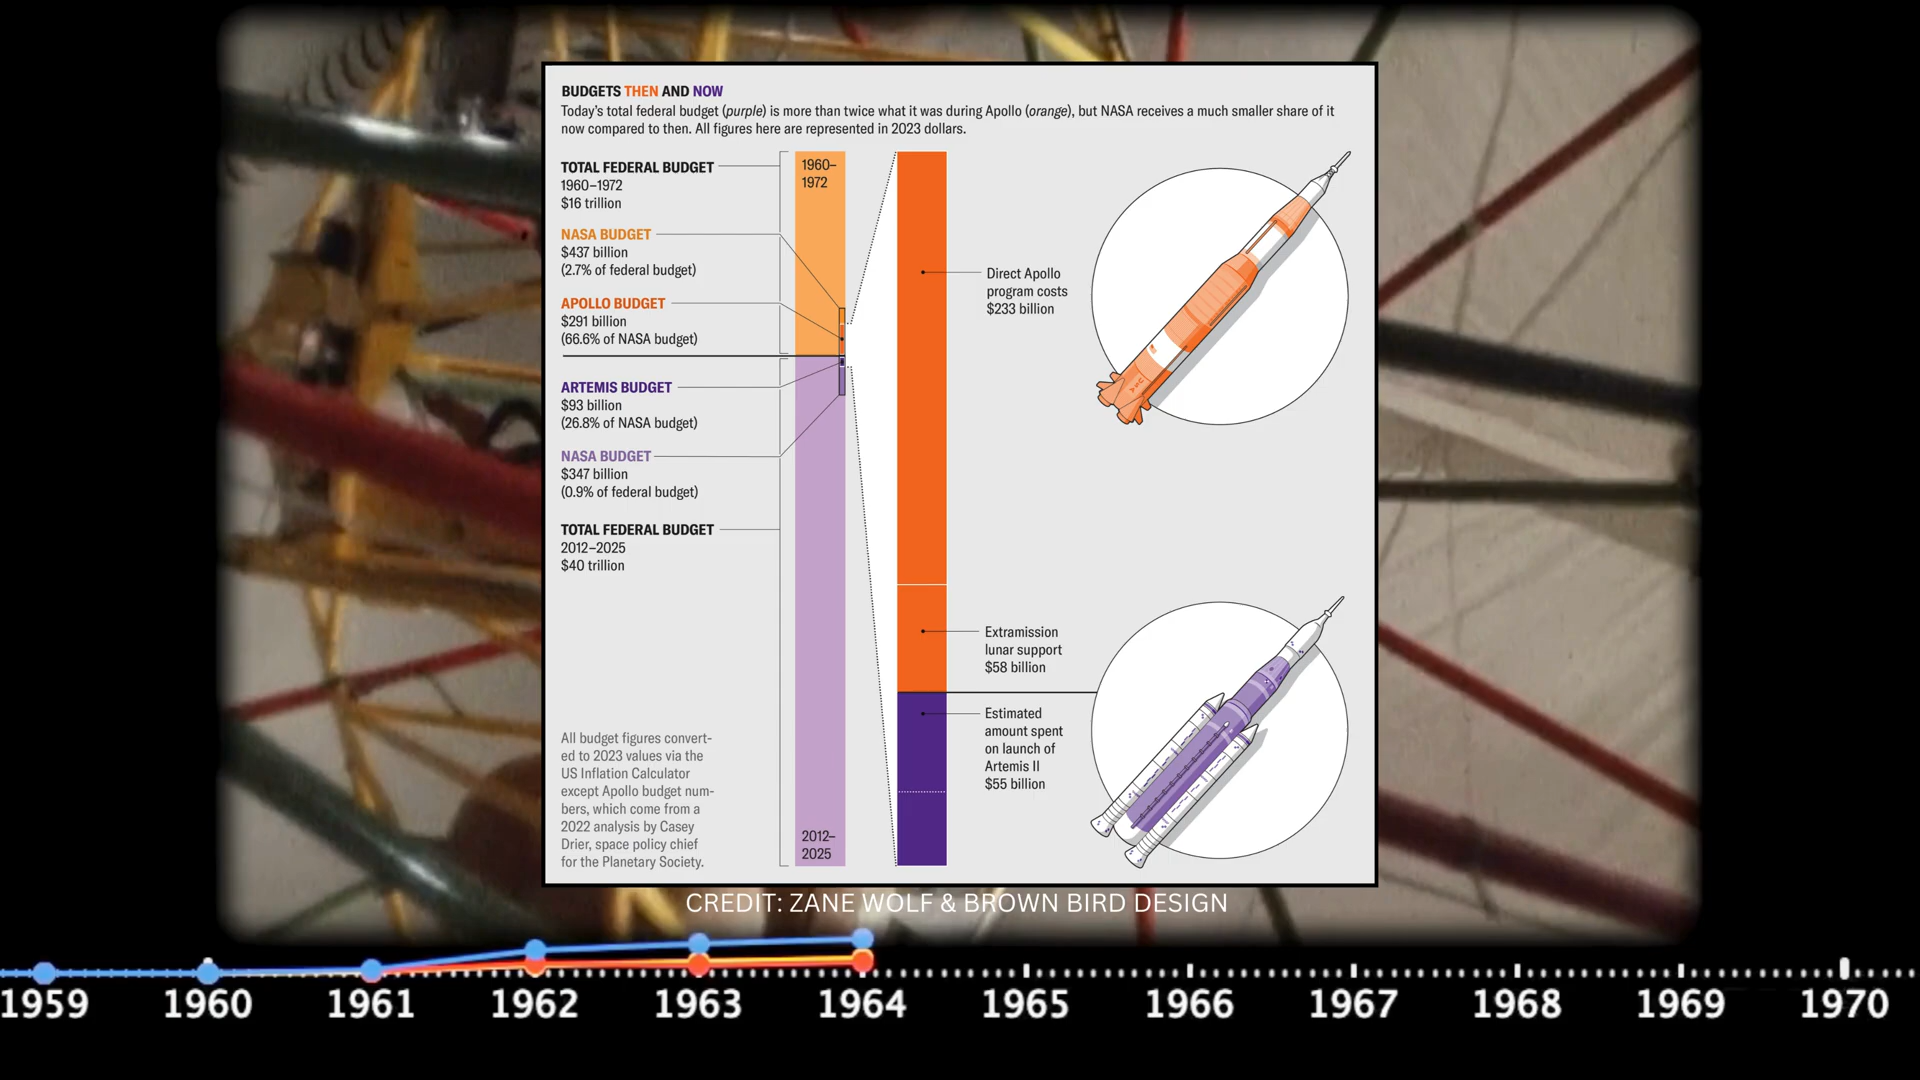 BUDGETS THEN AND NOW
Today's total federal budget (purple) is more than twice what it was during Apollo (orange), but NASA receives a much smaller share of it
now compared to then. All figures here are represented in 2023 dollars.
TOTAL FEDERAL BUDGET
1960–1972
$16 trillion
NASA BUDGET
$437 billion
(2.7% of federal budget)
APOLLO BUDGET
$291 billion
(66.6% of NASA budget)
ARTEMIS BUDGET
$93 billion
(26.8% of NASA budget)
NASA BUDGET
$347 billion
(0.9% of federal budget)
TOTAL FEDERAL BUDGET
2012–2025
$40 trillion
All budget figures convert-
ed to 2023 values via the
US Inflation Calculator
except Apollo budget num-
bers, which come from a
2022 analysis by Casey
Drier, space policy chief
for the Planetary Society.
1960–
1972
2012–
2025
Direct Apollo
program costs
$233 billion
Extramission
lunar support
$58 billion
Estimated
amount spent
on launch of
Artemis II
$55 billion
CREDIT: ZANE WOLF & BROWN BIRD DESIGN
1959 1960 1961 1962 1963 1964 1965 1966 1967 1968 1969 1970